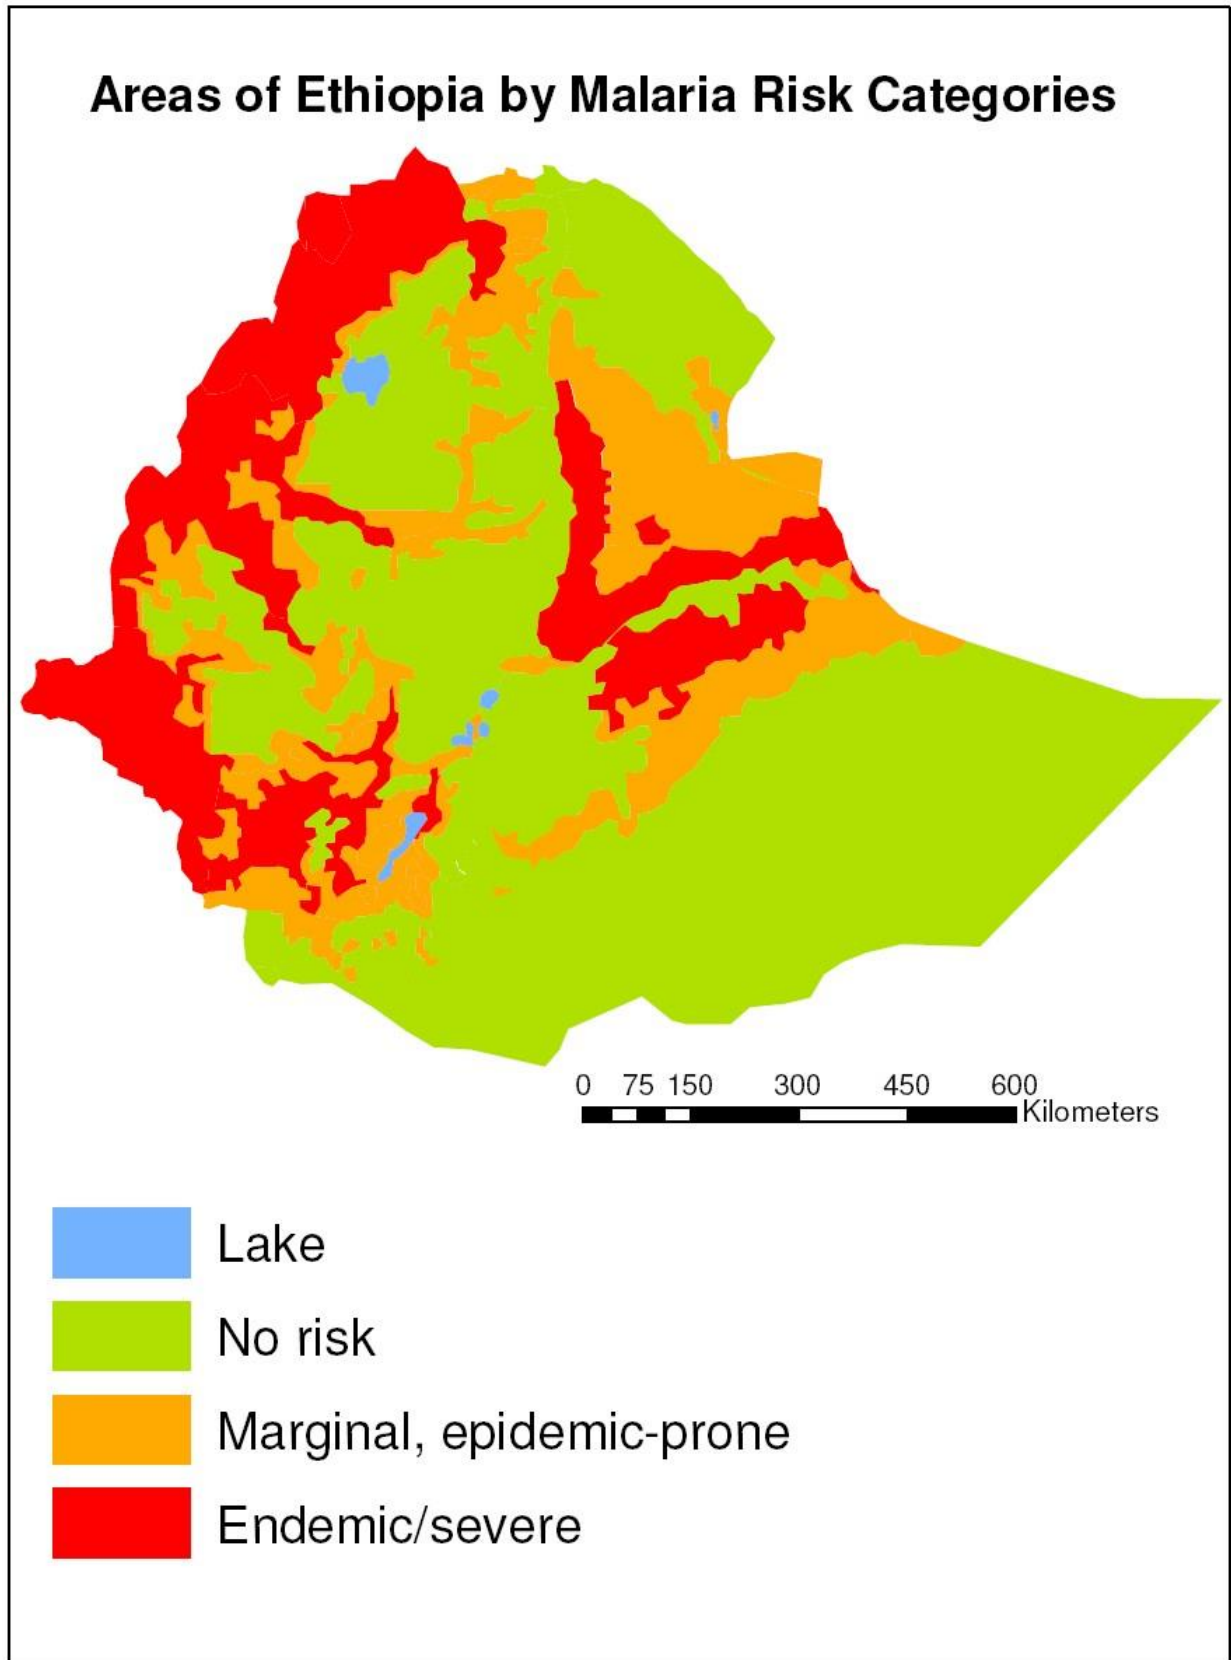 Areas of Ethiopia by Malaria Risk Categories
0 75 150 300 450 600
Kilometers
Lake
No risk
Marginal, epidemic-prone
Endemic/severe